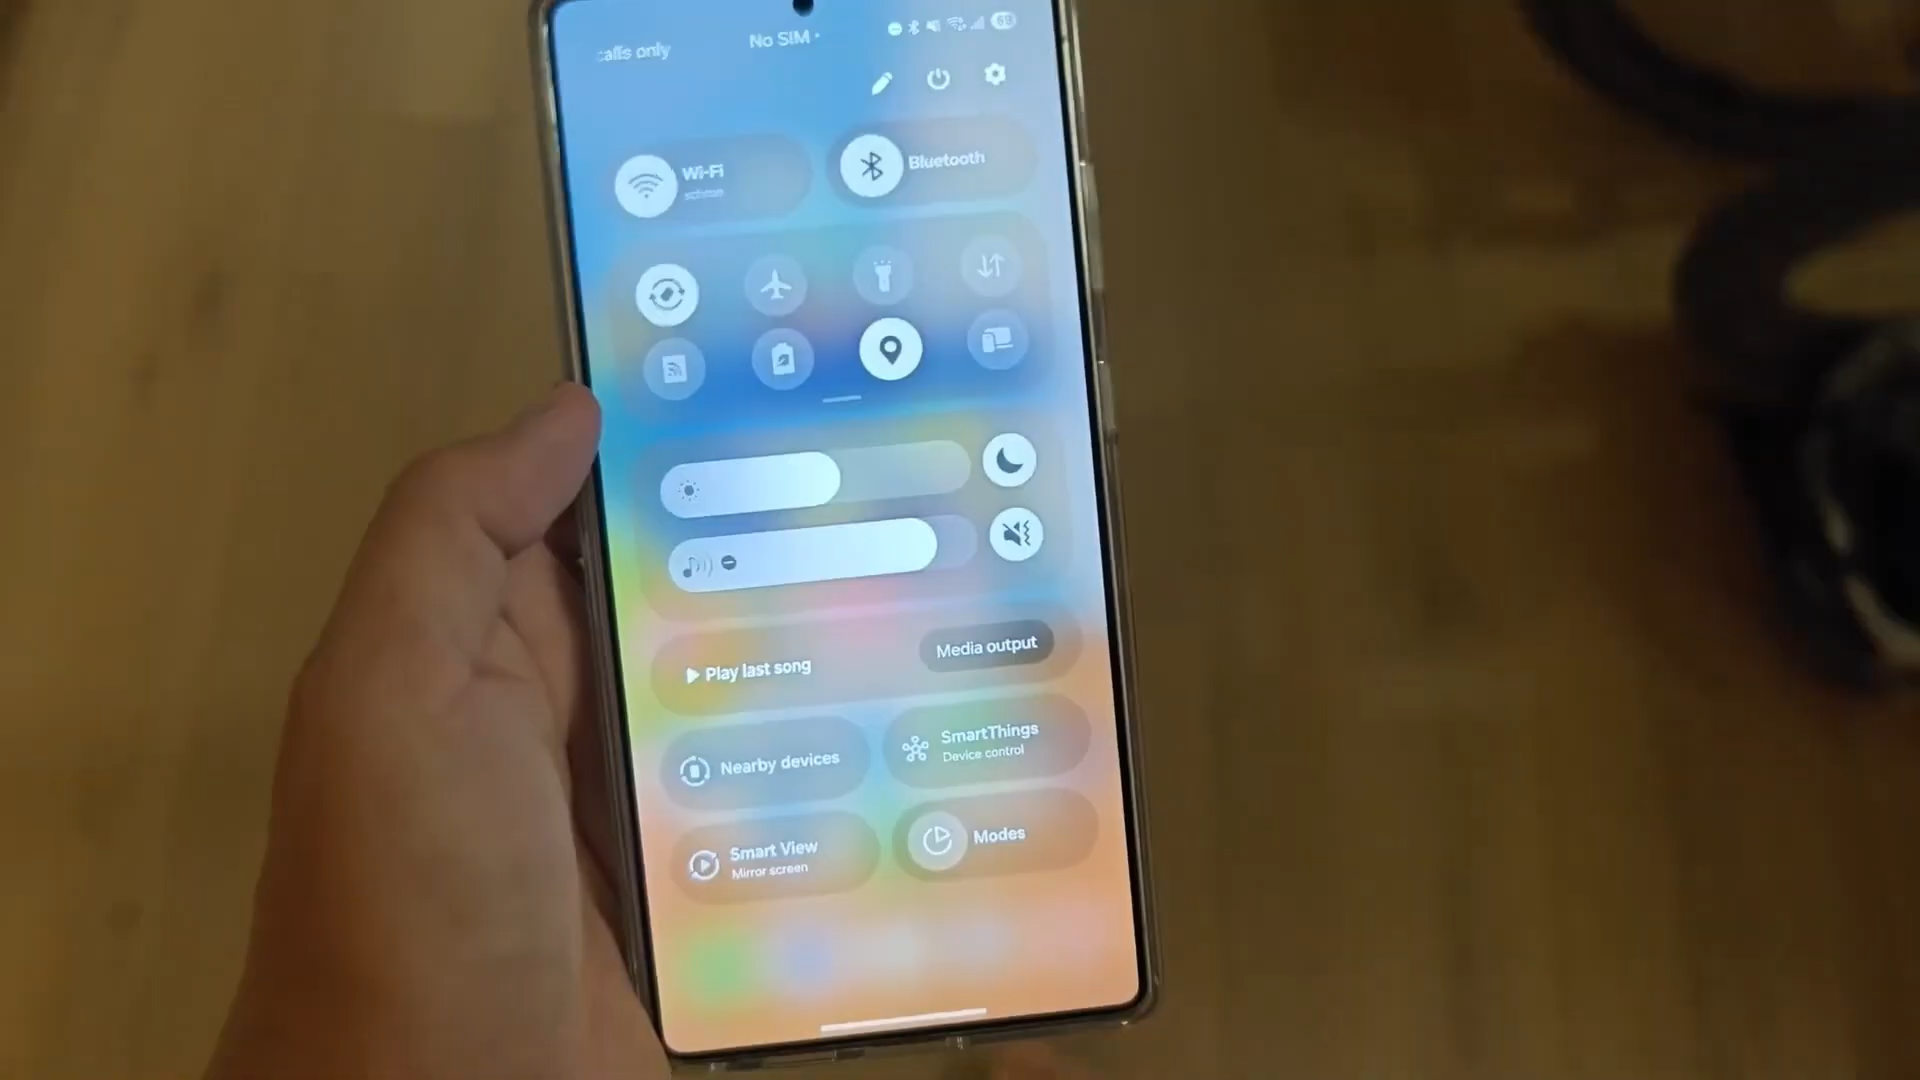 calls only
No SIM
69
Wi-Fi
Bluetooth
Play last song
Media output
Nearby devices
SmartThings
Device control
Smart View
Mirror screen
Modes